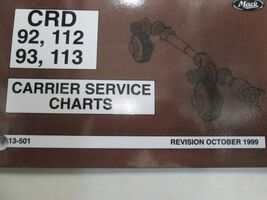 Mack
CRD
92, 112
93, 113
CARRIER SERVICE
CHARTS
13-501
REVISION OCTOBER 1999